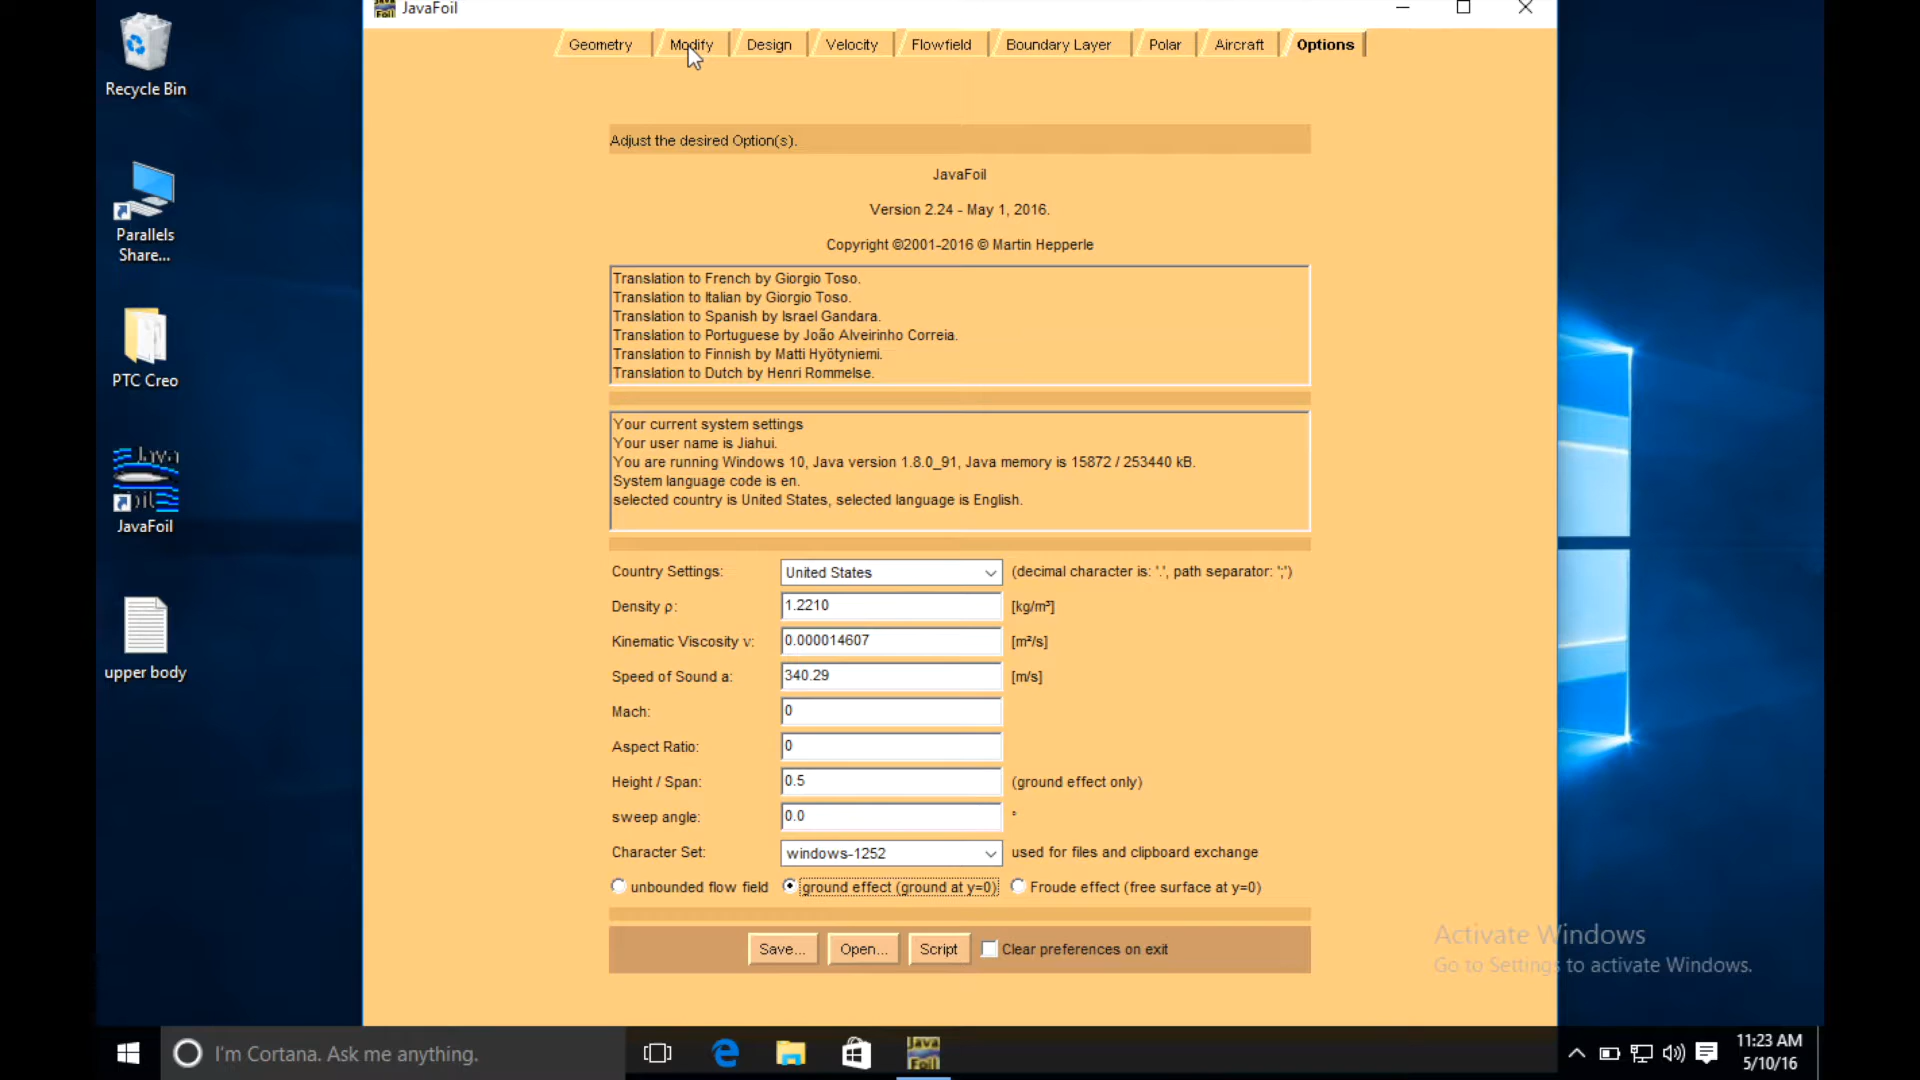 JavaFoil
Geometry Modify Design Velocity Flowfield Boundary Layer Polar Aircraft Options
Recycle Bin
Parallels
Share...
PTC Creo
JavaFoil
upper body
Adjust the desired Option(s).
JavaFoil
Version 2.24 - May 1, 2016.
Copyright ©2001-2016 © Martin Hepperle
Translation to French by Giorgio Toso.
Translation to Italian by Giorgio Toso.
Translation to Spanish by Israel Gandara.
Translation to Portuguese by João Alveirinho Correia.
Translation to Finnish by Matti Hyötyniemi.
Translation to Dutch by Henri Rommelse.
Your current system settings
Your user name is Jiahui.
You are running Windows 10, Java version 1.8.0_91, Java memory is 15872 / 253440 kB.
System language code is en.
selected country is United States, selected language is English.
Country Settings: United States (decimal character is: '.', path separator: ';')
Density ρ: 1.2210 [kg/m³]
Kinematic Viscosity ν: 0.000014607 [m²/s]
Speed of Sound a: 340.29 [m/s]
Mach: 0
Aspect Ratio: 0
Height / Span: 0.5 (ground effect only)
sweep angle: 0.0 °
Character Set: windows-1252 used for files and clipboard exchange
unbounded flow field ground effect (ground at y=0) Froude effect (free surface at y=0)
Save... Open... Script Clear preferences on exit
Activate Windows
Go to Settings to activate Windows.
I'm Cortana. Ask me anything.
Java
Foil
11:23 AM
5/10/16